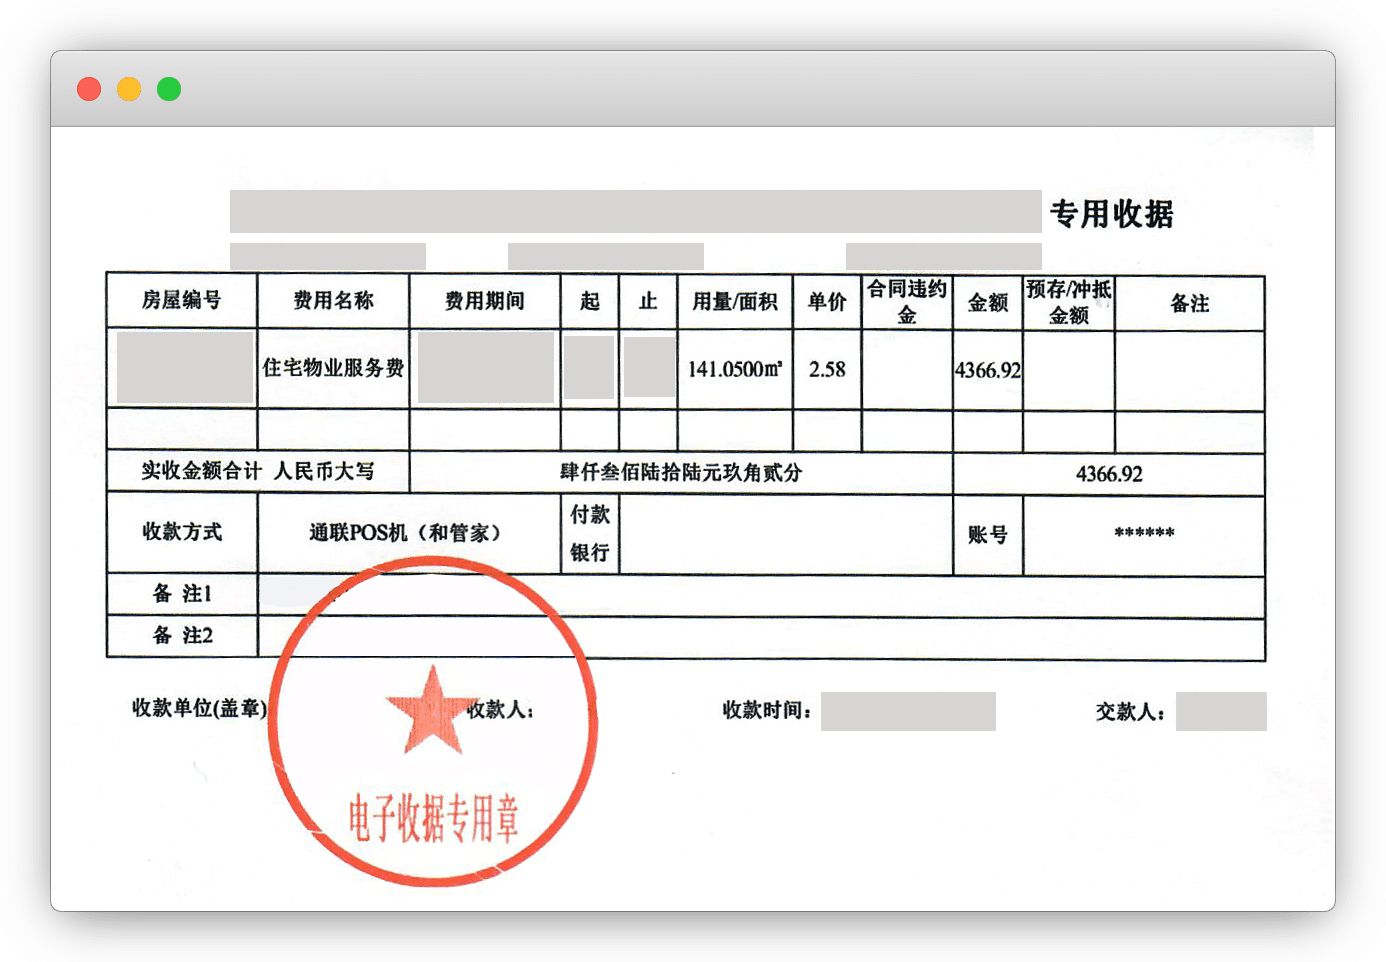 专用收据
房屋编号 费用名称 费用期间 起 止 用量/面积 单价 合同违约金 金额 预存/冲抵金额 备注
住宅物业服务费 141.0500m² 2.58 4366.92
实收金额合计 人民币大写 肆仟叁佰陆拾陆元玖角贰分 4366.92
收款方式 通联POS机（和管家） 付款银行 账号 ******
备 注1
备 注2
收款单位(盖章) 收款人: 收款时间: 交款人:
电子收据专用章